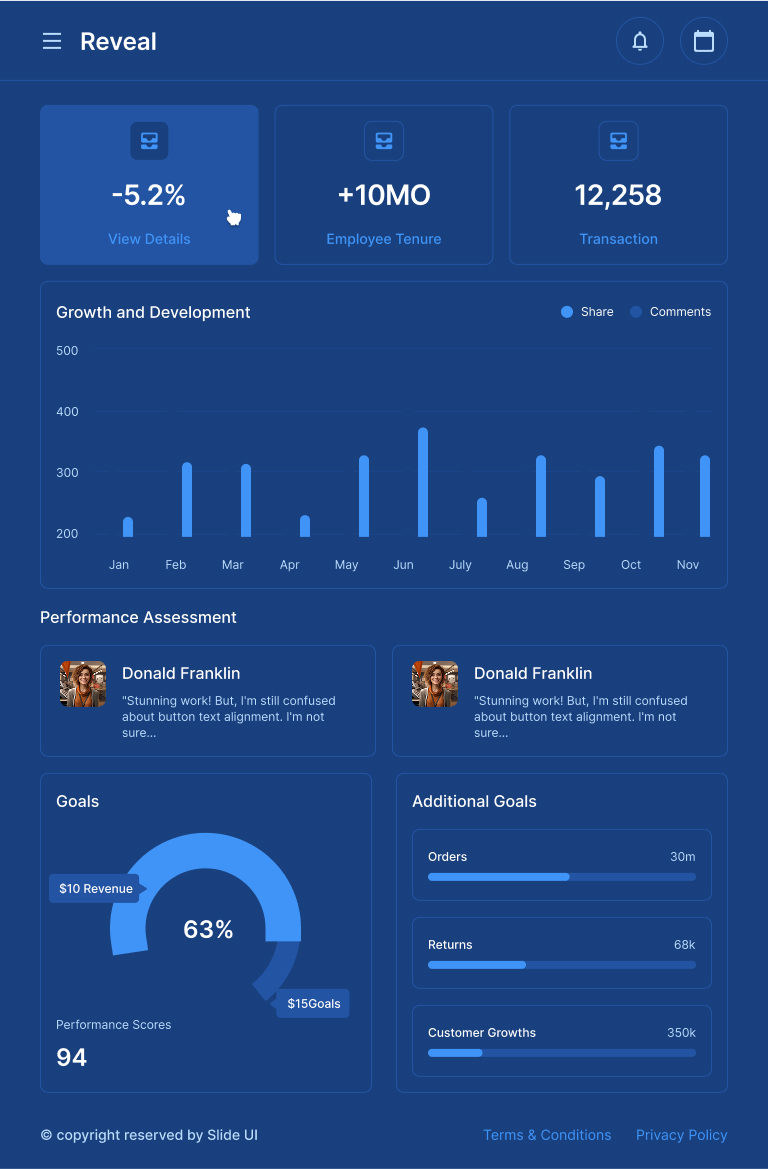 Reveal
-5.2%
View Details
+10MO
Employee Tenure
12,258
Transaction
Growth and Development
Share
Comments
500
400
300
200
Jan Feb Mar Apr May Jun July Aug Sep Oct Nov
Performance Assessment
Donald Franklin
"Stunning work! But, I'm still confused
about button text alignment. I'm not
sure...
Donald Franklin
"Stunning work! But, I'm still confused
about button text alignment. I'm not
sure...
Goals
$10 Revenue
63%
$15Goals
Performance Scores
94
Additional Goals
Orders 30m
Returns 68k
Customer Growths 350k
© copyright reserved by Slide UI
Terms & Conditions
Privacy Policy